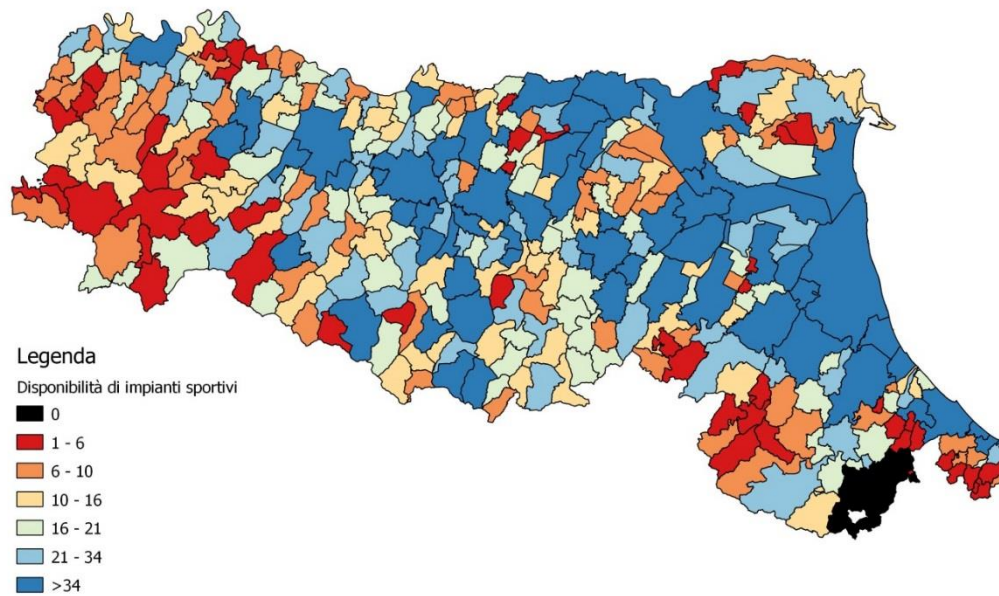 Legenda
Disponibilità di impianti sportivi
0
1 - 6
6 - 10
10 - 16
16 - 21
21 - 34
>34